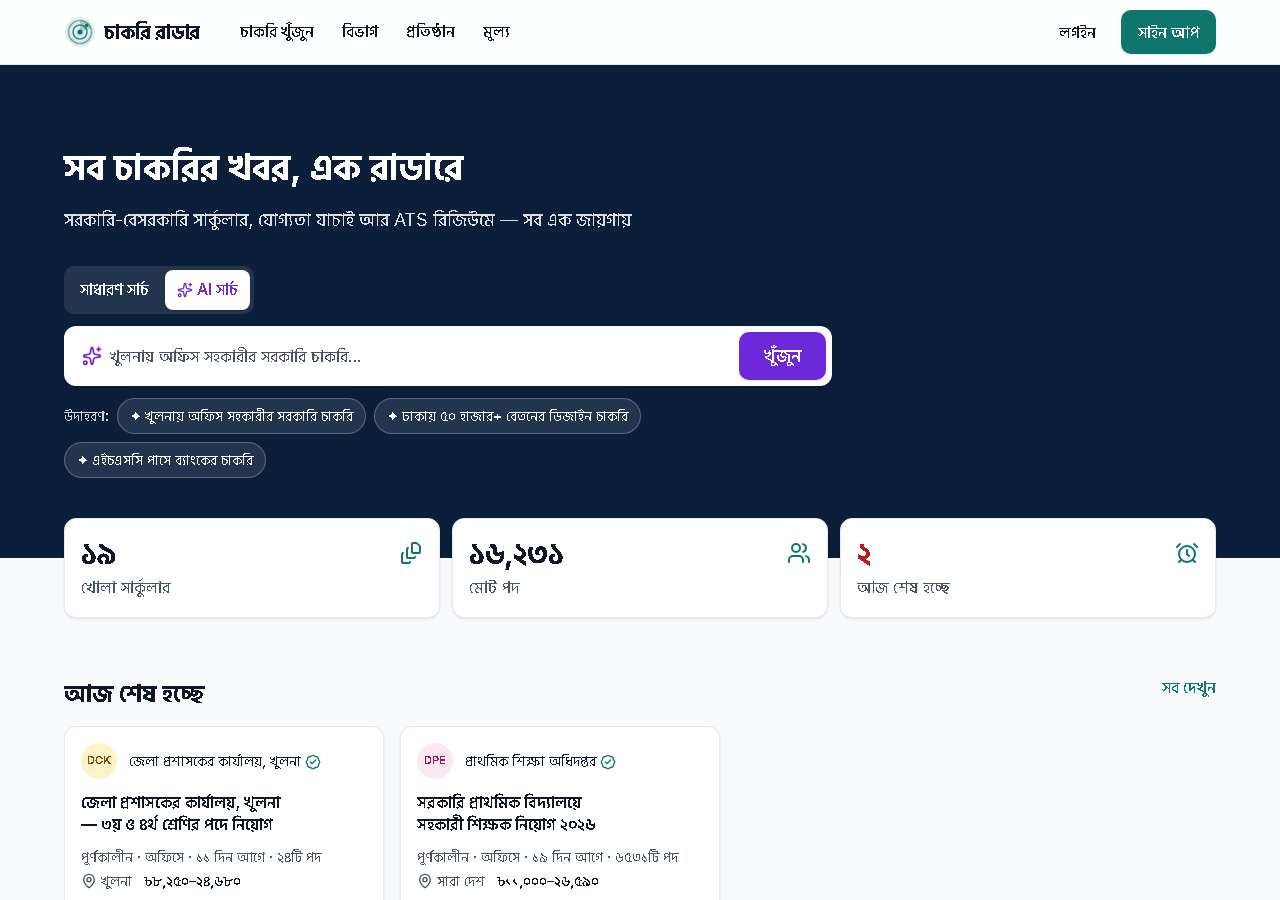 চাকরি রাডার
চাকরি খুঁজুন
বিভাগ
প্রতিষ্ঠান
মূল্য
লগইন
সাইন আপ
সব চাকরির খবর, এক রাডারে
সরকারি-বেসরকারি সার্কুলার, যোগ্যতা যাচাই আর ATS রিজিউমে — সব এক জায়গায়
সাধারণ সার্চ
AI সার্চ
খুলনায় অফিস সহকারীর সরকারি চাকরি...
খুঁজুন
উদাহরণ:
✦ খুলনায় অফিস সহকারীর সরকারি চাকরি
✦ ঢাকায় ৫০ হাজার+ বেতনের ডিজাইন চাকরি
✦ এইচএসসি পাসে ব্যাংকের চাকরি
১৯
খোলা সার্কুলার
১৬,২৩১
মোট পদ
২
আজ শেষ হচ্ছে
আজ শেষ হচ্ছে
সব দেখুন
DCK
জেলা প্রশাসকের কার্যালয়, খুলনা
জেলা প্রশাসকের কার্যালয়, খুলনা
— ৩য় ও ৪র্থ শ্রেণির পদে নিয়োগ
পূর্ণকালীন · অফিসে · ১১ দিন আগে · ২৪টি পদ
খুলনা ৳৮,২৫০–২৪,৬৮০
DPE
প্রাথমিক শিক্ষা অধিদপ্তর
সরকারি প্রাথমিক বিদ্যালয়ে
সহকারী শিক্ষক নিয়োগ ২০২৬
পূর্ণকালীন · অফিসে · ১৯ দিন আগে · ৬৫৩১টি পদ
সারা দেশ ৳১১,০০০–২৬,৫৯০